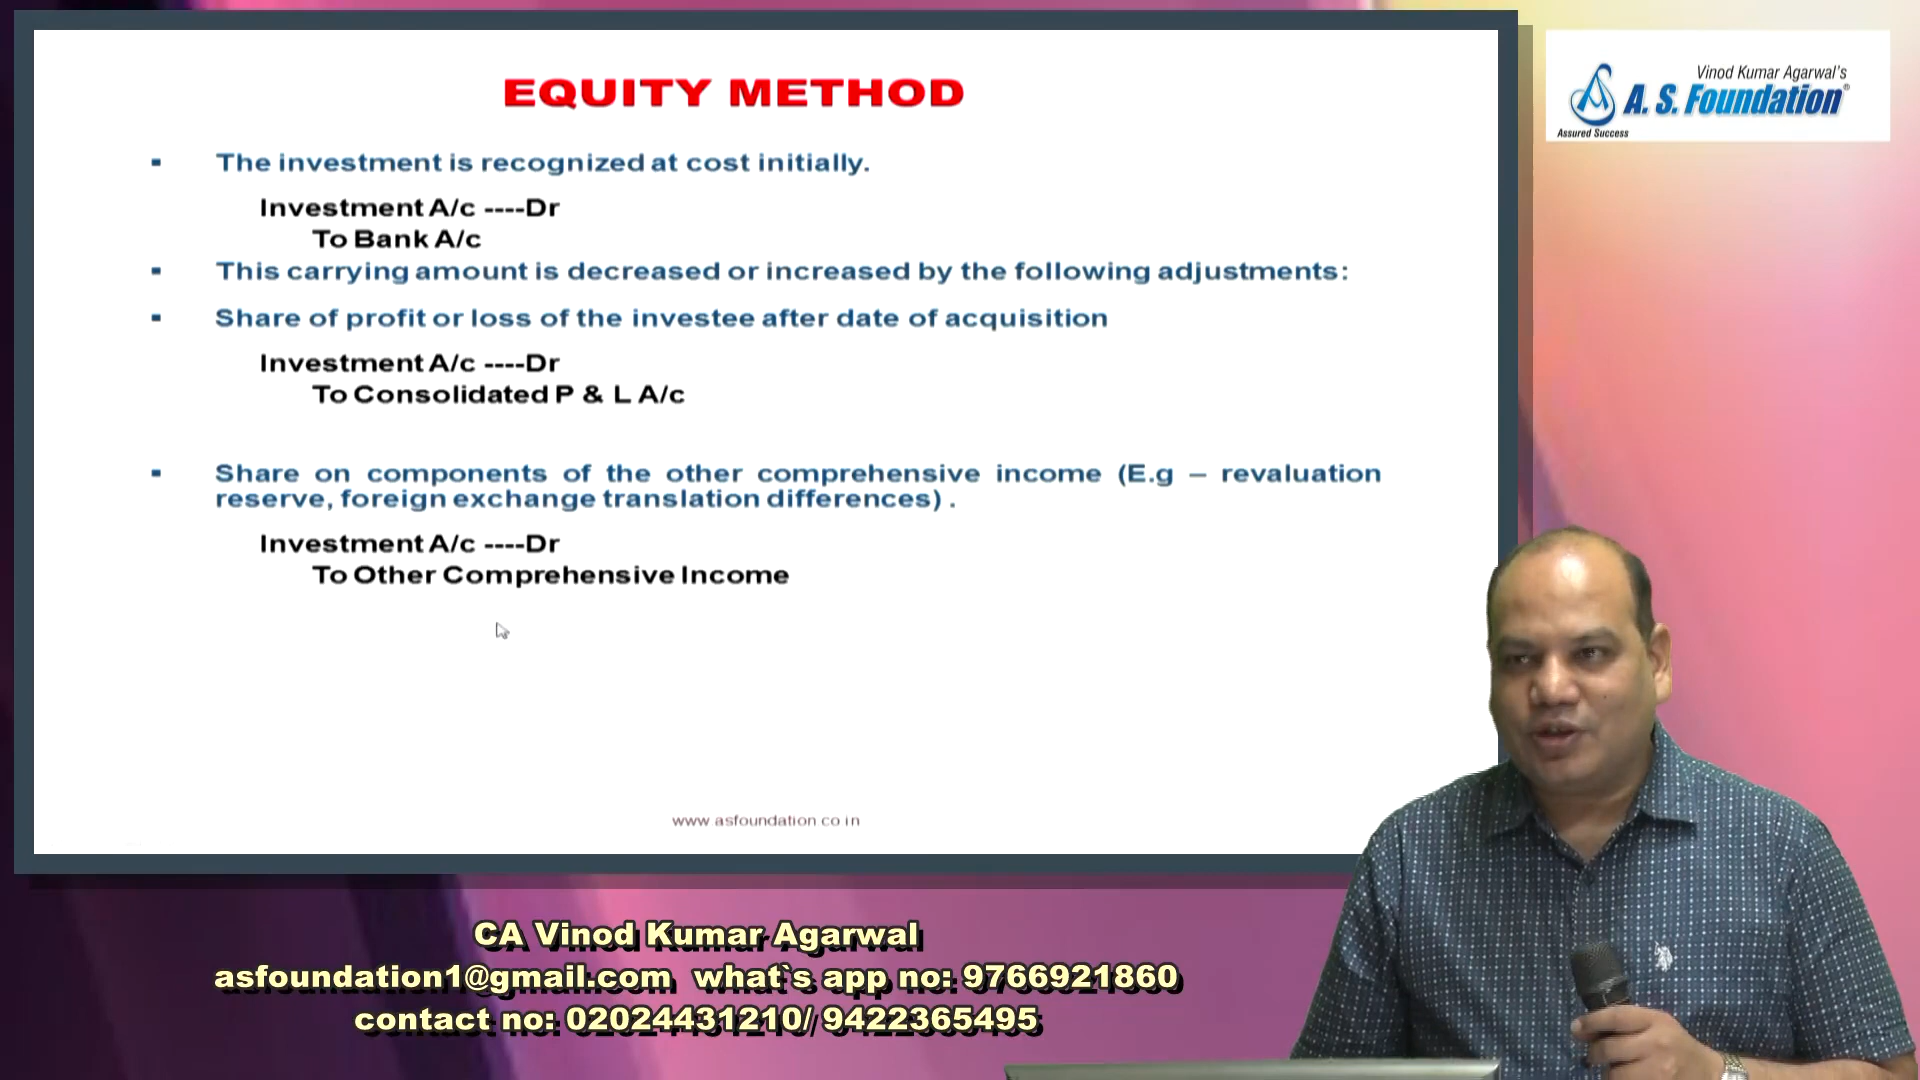 EQUITY METHOD
▪ The investment is recognized at cost initially.
Investment A/c ----Dr
To Bank A/c
▪ This carrying amount is decreased or increased by the following adjustments:
▪ Share of profit or loss of the investee after date of acquisition
Investment A/c ----Dr
To Consolidated P & L A/c
▪ Share on components of the other comprehensive income (E.g – revaluation
reserve, foreign exchange translation differences) .
Investment A/c ----Dr
To Other Comprehensive Income
www asfoundation co in
Vinod Kumar Agarwal's
A. S. Foundation®
Assured Success
CA Vinod Kumar Agarwal
asfoundation1@gmail.com what`s app no: 9766921860
contact no: 02024431210/ 9422365495